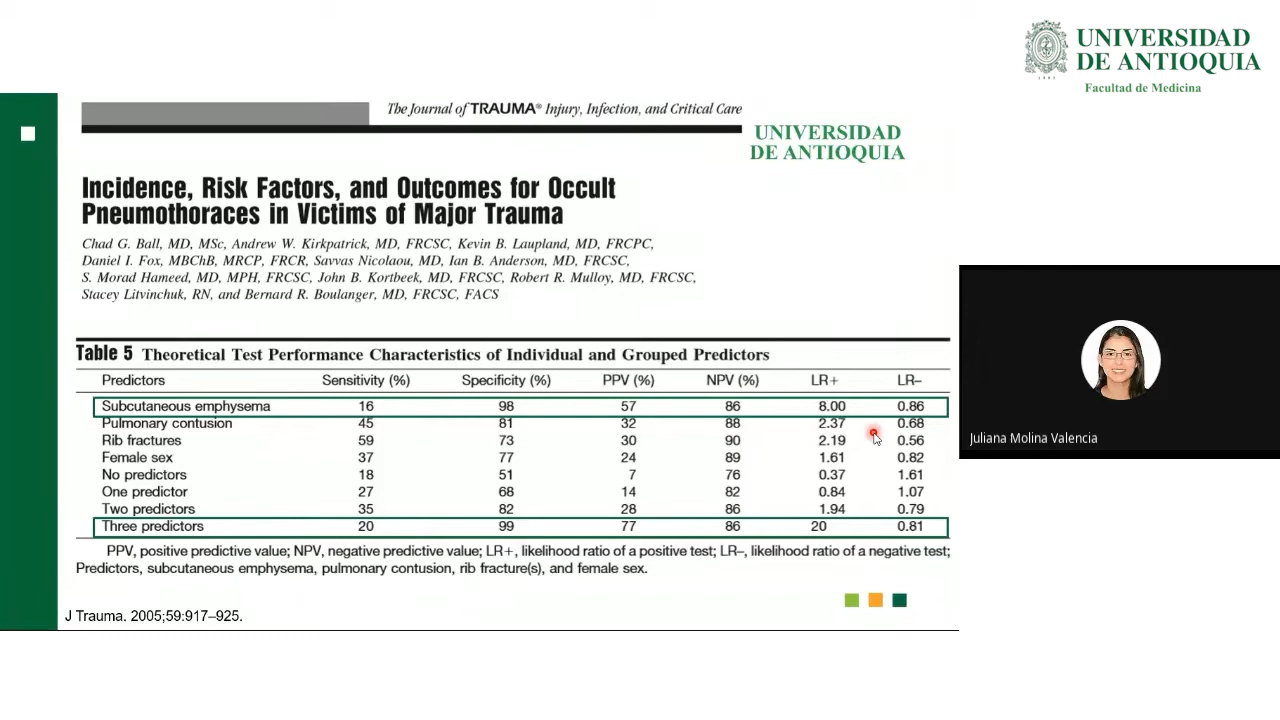 UNIVERSIDAD
DE ANTIOQUIA
1803
Facultad de Medicina
The Journal of TRAUMA® Injury, Infection, and Critical Care
UNIVERSIDAD
DE ANTIOQUIA
Incidence, Risk Factors, and Outcomes for Occult
Pneumothoraces in Victims of Major Trauma
Chad G. Ball, MD, MSc, Andrew W. Kirkpatrick, MD, FRCSC, Kevin B. Laupland, MD, FRCPC,
Daniel I. Fox, MBChB, MRCP, FRCR, Savvas Nicolaou, MD, Ian B. Anderson, MD, FRCSC,
S. Morad Hameed, MD, MPH, FRCSC, John B. Kortbeek, MD, FRCSC, Robert R. Mulloy, MD, FRCSC,
Stacey Litvinchuk, RN, and Bernard R. Boulanger, MD, FRCSC, FACS
Table 5 Theoretical Test Performance Characteristics of Individual and Grouped Predictors
Predictors Sensitivity (%) Specificity (%) PPV (%) NPV (%) LR+ LR–
Subcutaneous emphysema 16 98 57 86 8.00 0.86
Pulmonary contusion 45 81 32 88 2.37 0.68
Rib fractures 59 73 30 90 2.19 0.56
Female sex 37 77 24 89 1.61 0.82
No predictors 18 51 7 76 0.37 1.61
One predictor 27 68 14 82 0.84 1.07
Two predictors 35 82 28 86 1.94 0.79
Three predictors 20 99 77 86 20 0.81
PPV, positive predictive value; NPV, negative predictive value; LR+, likelihood ratio of a positive test; LR–, likelihood ratio of a negative test;
Predictors, subcutaneous emphysema, pulmonary contusion, rib fracture(s), and female sex.
J Trauma. 2005;59:917–925.
Juliana Molina Valencia